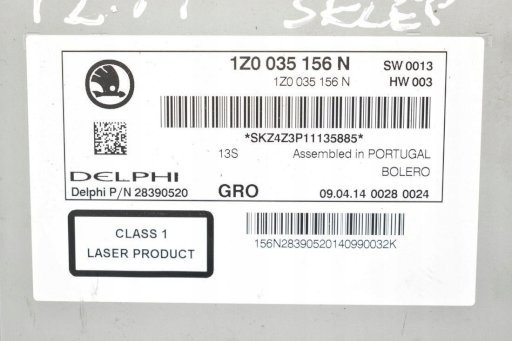 SKLEP
1Z0 035 156 N SW 0013
1Z0 035 156 N HW 003
*SKZ4Z3P11135885*
13S Assembled in PORTUGAL
DELPHI BOLERO
Delphi P/N 28390520 GRO 09.04.14 0028 0024
CLASS 1
LASER PRODUCT
156N28390520140990032K